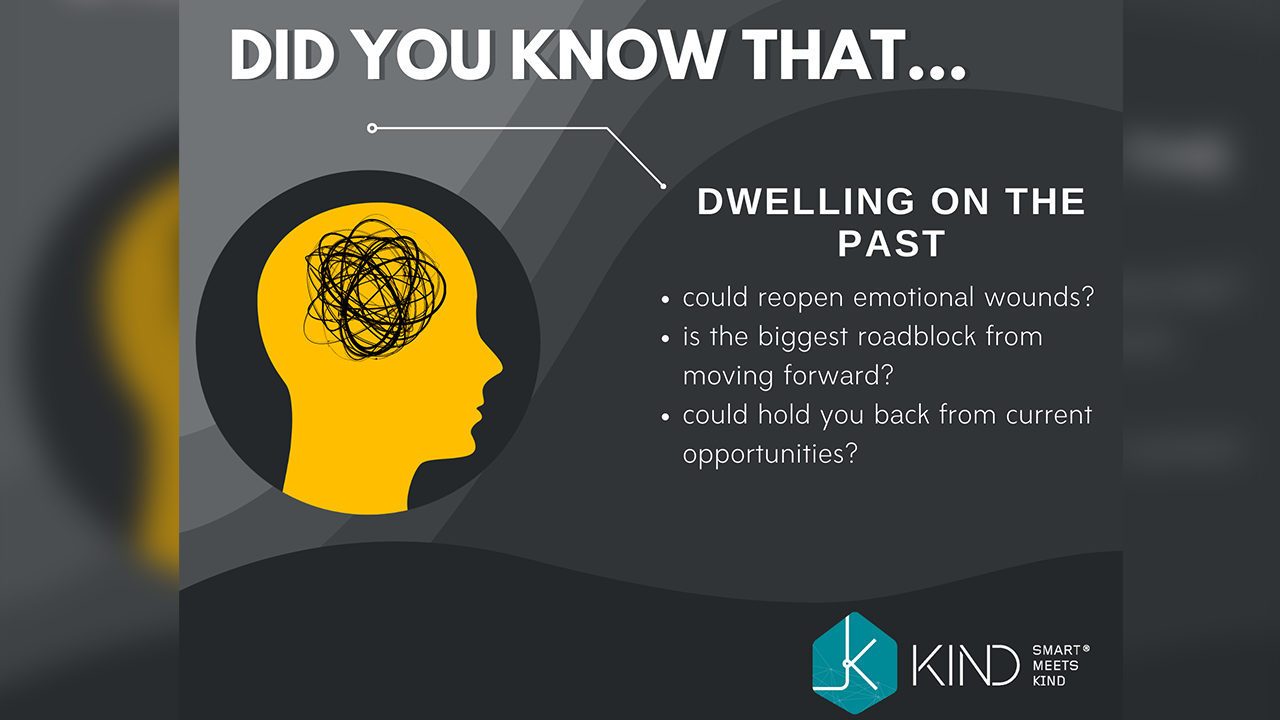 DID YOU KNOW THAT...
DWELLING ON THE
PAST
• could reopen emotional wounds?
• is the biggest roadblock from
moving forward?
• could hold you back from current
opportunities?
KIND
SMART®
MEETS
KIND